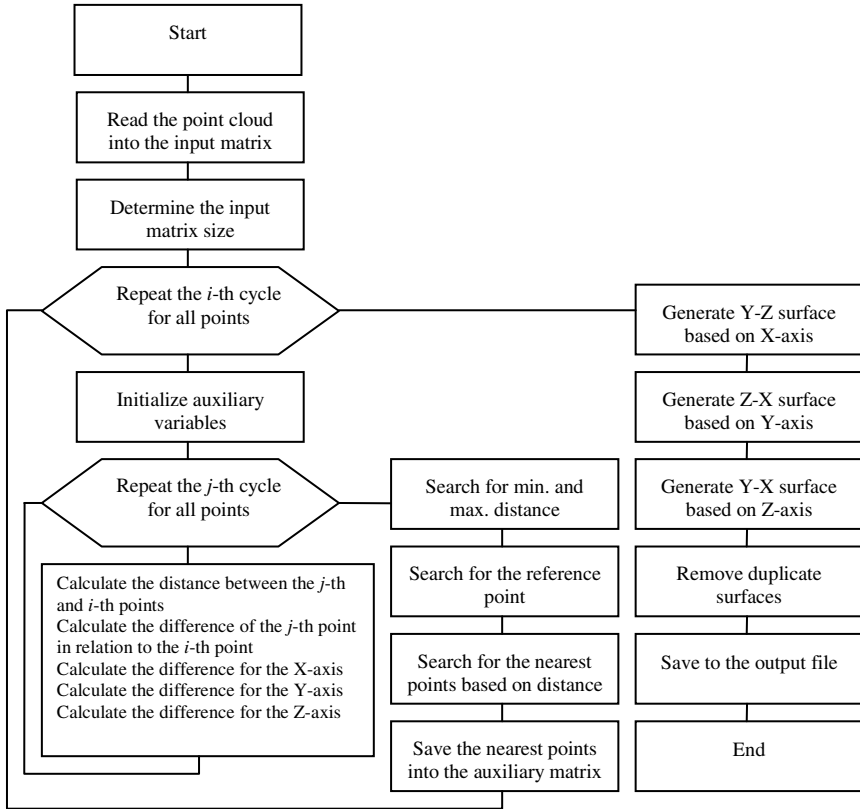 Start
Read the point cloud
into the input matrix
Determine the input
matrix size
Repeat the i-th cycle
for all points
Initialize auxiliary
variables
Repeat the j-th cycle
for all points
Calculate the distance between the j-th
and i-th points
Calculate the difference of the j-th point
in relation to the i-th point
Calculate the difference for the X-axis
Calculate the difference for the Y-axis
Calculate the difference for the Z-axis
Search for min. and
max. distance
Search for the reference
point
Search for the nearest
points based on distance
Save the nearest points
into the auxiliary matrix
Generate Y-Z surface
based on X-axis
Generate Z-X surface
based on Y-axis
Generate Y-X surface
based on Z-axis
Remove duplicate
surfaces
Save to the output file
End